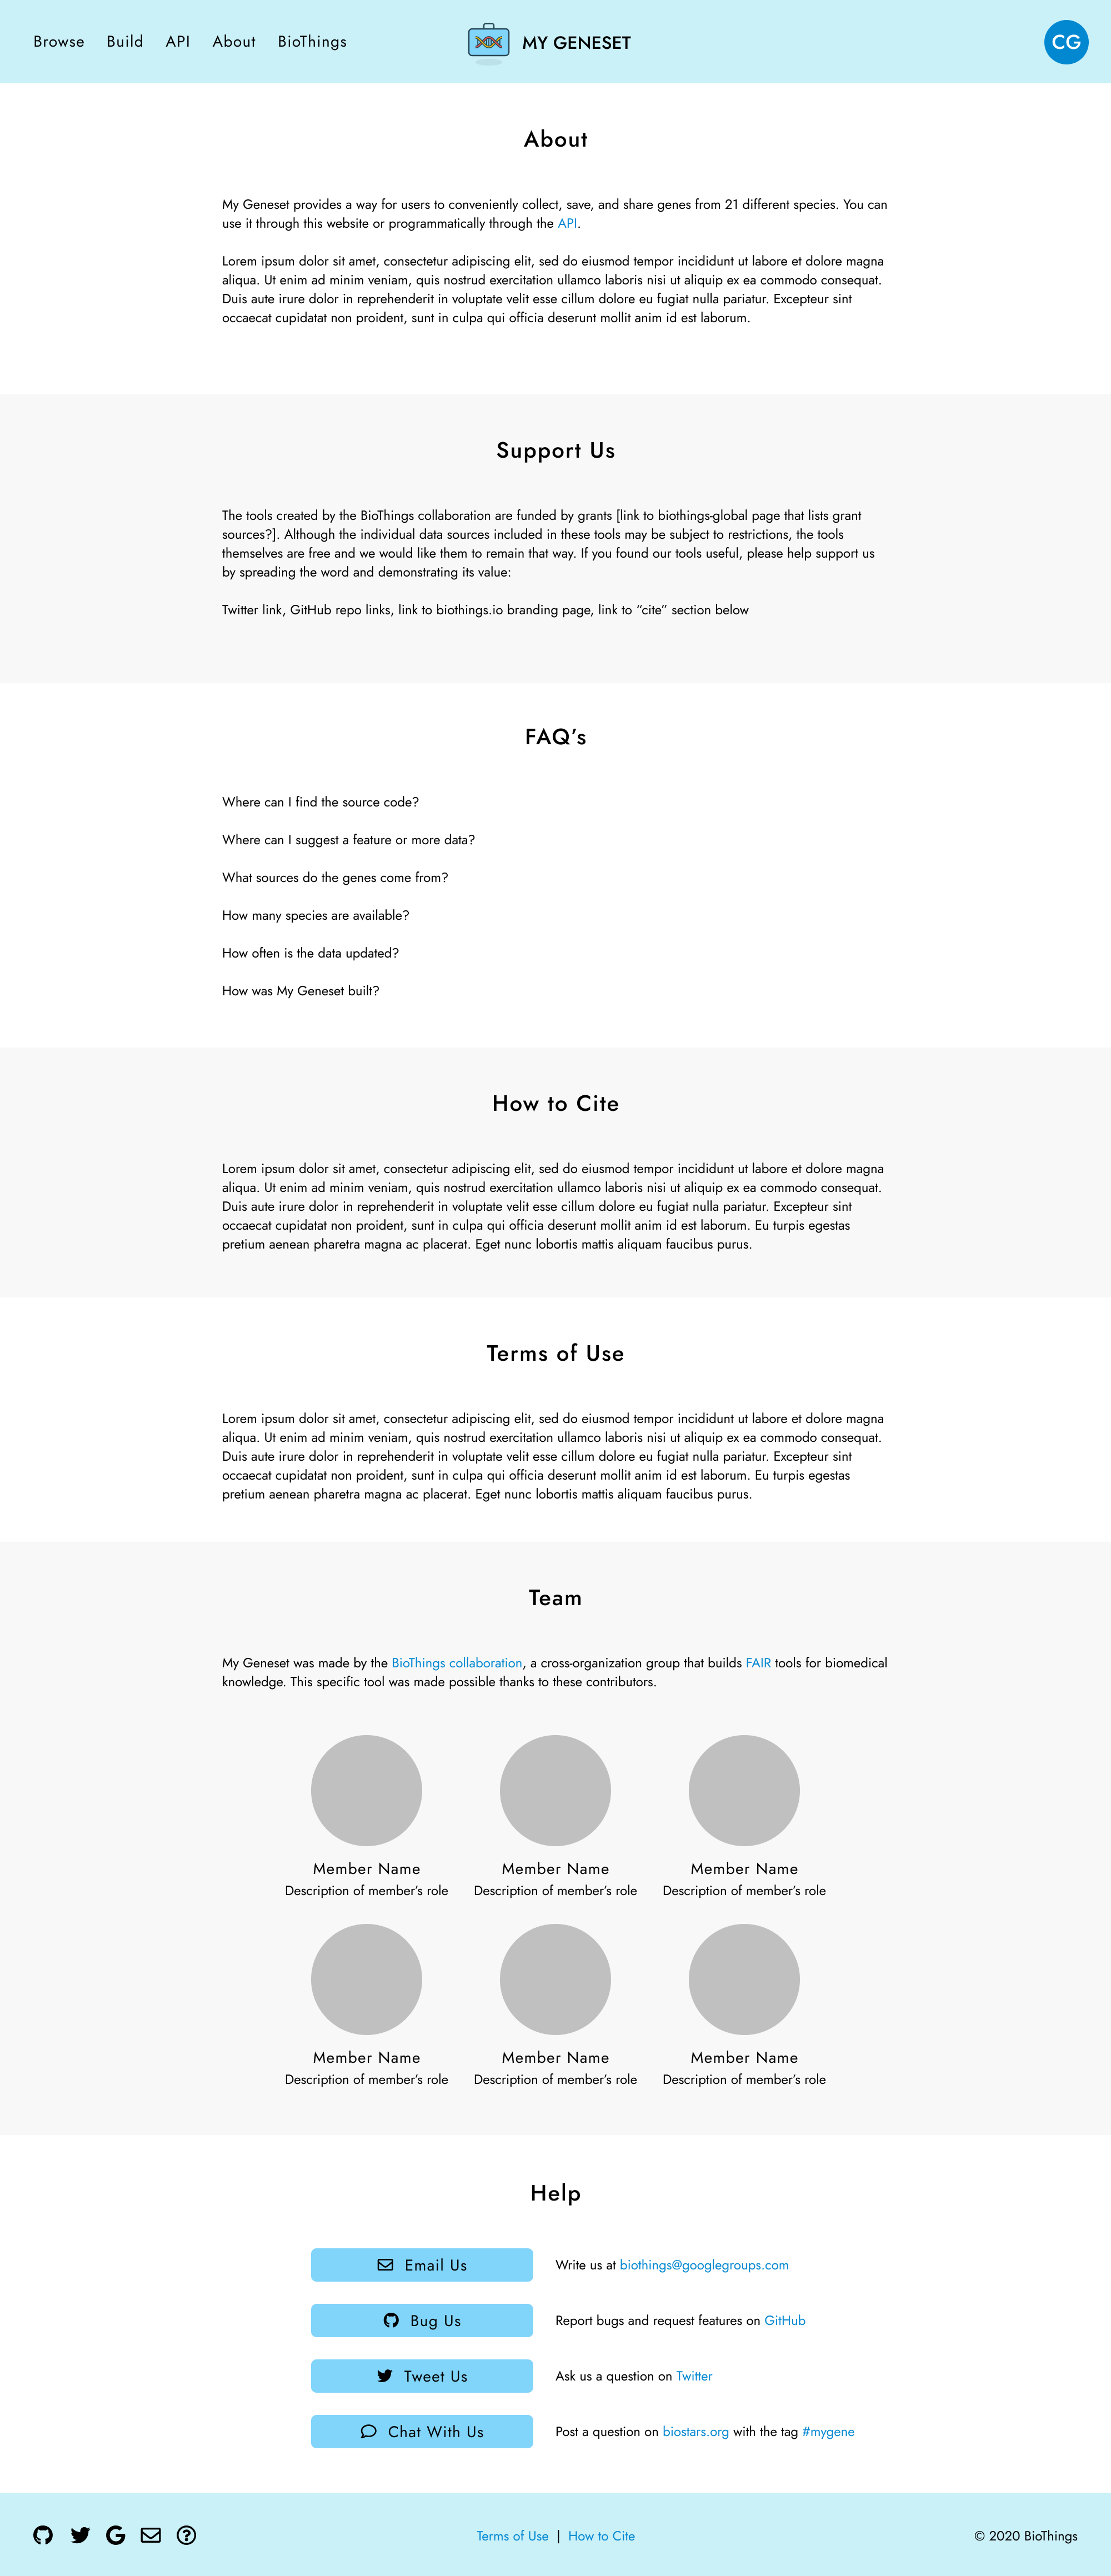 Browse Build API About BioThings
MY GENESET
CG
About
My Geneset provides a way for users to conveniently collect, save, and share genes from 21 different species. You can
use it through this website or programmatically through the API.
Lorem ipsum dolor sit amet, consectetur adipiscing elit, sed do eiusmod tempor incididunt ut labore et dolore magna
aliqua. Ut enim ad minim veniam, quis nostrud exercitation ullamco laboris nisi ut aliquip ex ea commodo consequat.
Duis aute irure dolor in reprehenderit in voluptate velit esse cillum dolore eu fugiat nulla pariatur. Excepteur sint
occaecat cupidatat non proident, sunt in culpa qui officia deserunt mollit anim id est laborum.
Support Us
The tools created by the BioThings collaboration are funded by grants [link to biothings-global page that lists grant
sources?]. Although the individual data sources included in these tools may be subject to restrictions, the tools
themselves are free and we would like them to remain that way. If you found our tools useful, please help support us
by spreading the word and demonstrating its value:
Twitter link, GitHub repo links, link to biothings.io branding page, link to “cite” section below
FAQ’s
Where can I find the source code?
Where can I suggest a feature or more data?
What sources do the genes come from?
How many species are available?
How often is the data updated?
How was My Geneset built?
How to Cite
Lorem ipsum dolor sit amet, consectetur adipiscing elit, sed do eiusmod tempor incididunt ut labore et dolore magna
aliqua. Ut enim ad minim veniam, quis nostrud exercitation ullamco laboris nisi ut aliquip ex ea commodo consequat.
Duis aute irure dolor in reprehenderit in voluptate velit esse cillum dolore eu fugiat nulla pariatur. Excepteur sint
occaecat cupidatat non proident, sunt in culpa qui officia deserunt mollit anim id est laborum. Eu turpis egestas
pretium aenean pharetra magna ac placerat. Eget nunc lobortis mattis aliquam faucibus purus.
Terms of Use
Lorem ipsum dolor sit amet, consectetur adipiscing elit, sed do eiusmod tempor incididunt ut labore et dolore magna
aliqua. Ut enim ad minim veniam, quis nostrud exercitation ullamco laboris nisi ut aliquip ex ea commodo consequat.
Duis aute irure dolor in reprehenderit in voluptate velit esse cillum dolore eu fugiat nulla pariatur. Excepteur sint
occaecat cupidatat non proident, sunt in culpa qui officia deserunt mollit anim id est laborum. Eu turpis egestas
pretium aenean pharetra magna ac placerat. Eget nunc lobortis mattis aliquam faucibus purus.
Team
My Geneset was made by the BioThings collaboration, a cross-organization group that builds FAIR tools for biomedical
knowledge. This specific tool was made possible thanks to these contributors.
Member Name Member Name Member Name
Description of member’s role Description of member’s role Description of member’s role
Member Name Member Name Member Name
Description of member’s role Description of member’s role Description of member’s role
Help
Email Us Write us at biothings@googlegroups.com
Bug Us Report bugs and request features on GitHub
Tweet Us Ask us a question on Twitter
Chat With Us Post a question on biostars.org with the tag #mygene
Terms of Use | How to Cite
© 2020 BioThings